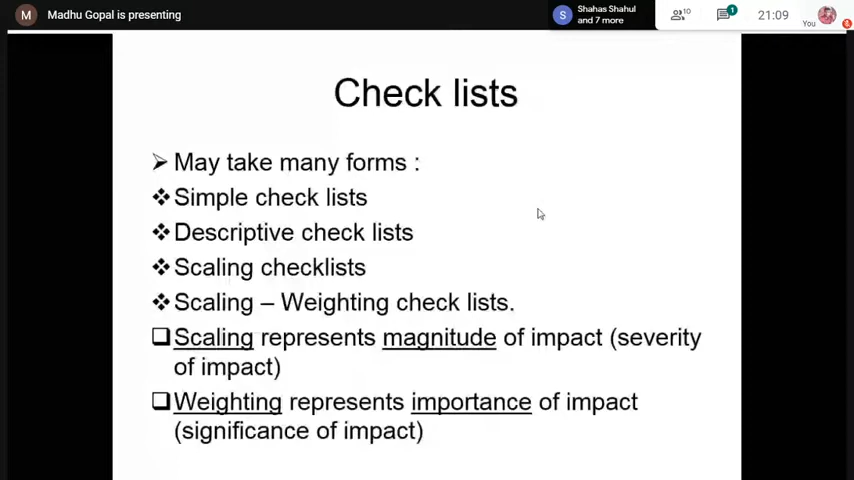 M Madhu Gopal is presenting
S Shahas Shahul
and 7 more
10
1
21:09
You
Check lists
May take many forms :
Simple check lists
Descriptive check lists
Scaling checklists
Scaling – Weighting check lists.
Scaling represents magnitude of impact (severity
of impact)
Weighting represents importance of impact
(significance of impact)